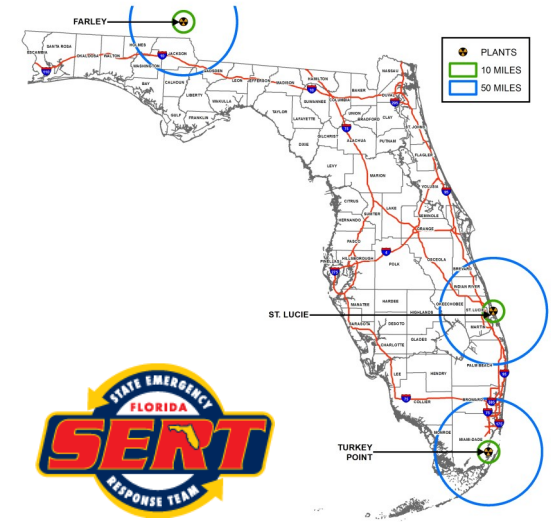 FARLEY
PLANTS
10 MILES
50 MILES
ESCAMBIA
SANTA ROSA
OKALOOSA
WALTON
HOLMES
WASHINGTON
JACKSON
BAY
CALHOUN
GULF
LIBERTY
GADSDEN
FRANKLIN
LEON
WAKULLA
JEFFERSON
MADISON
TAYLOR
HAMILTON
SUWANNEE
LAFAYETTE
DIXIE
COLUMBIA
GILCHRIST
BAKER
UNION
BRADFORD
ALACHUA
LEVY
NASSAU
DUVAL
CLAY
ST. JOHNS
PUTNAM
FLAGLER
MARION
VOLUSIA
CITRUS
SUMTER
LAKE
SEMINOLE
HERNANDO
ORANGE
PASCO
PINELLAS
HILLSBOROUGH
POLK
OSCEOLA
BREVARD
INDIAN RIVER
MANATEE
HARDEE
OKEECHOBEE
HIGHLANDS
ST. LUCIE
ST. LUCIE
SARASOTA
DESOTO
MARTIN
CHARLOTTE
GLADES
PALM BEACH
LEE
HENDRY
COLLIER
BROWARD
MONROE
MIAMI-DADE
TURKEY
POINT
STATE EMERGENCY
FLORIDA
SERT
RESPONSE TEAM